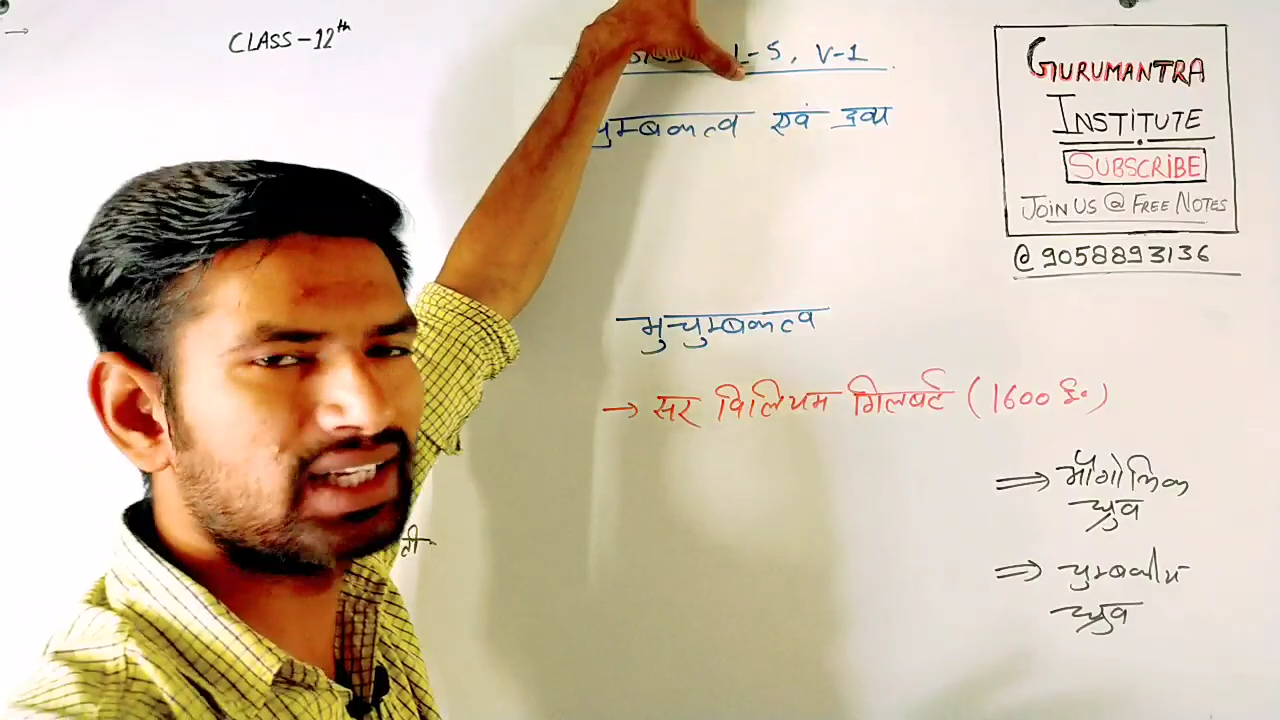 CLASS-12th
L-5, V-1
चुम्बकत्व एवं द्रव्य
GURUMANTRA
INSTITUTE
SUBSCRIBE
JOIN US @ FREE NOTES
@ 9058893136
भुचुम्बकत्व
→ सर विलियम गिलबर्ट (1600 ई०)
⇒ भौगोलिक
ध्रुव
⇒ चुम्बकीय
ध्रुव